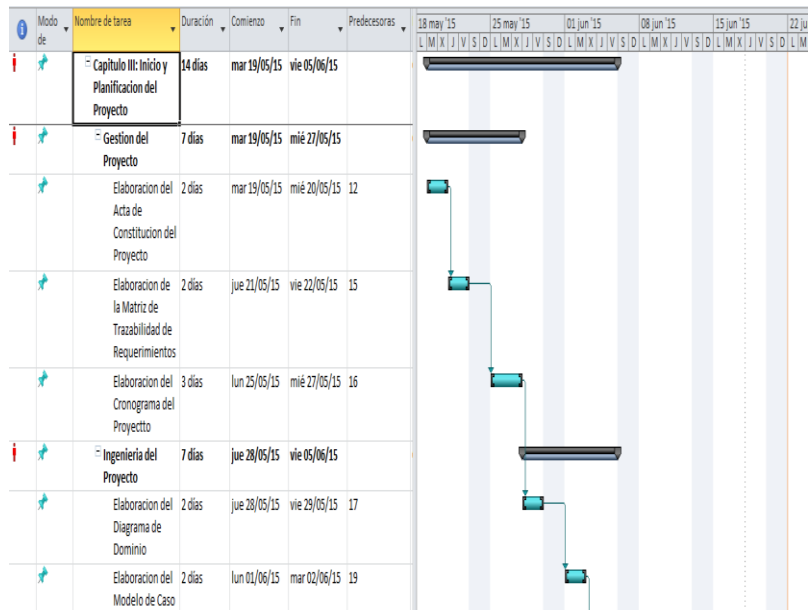 Modo de
Nombre de tarea
Duración
Comienzo
Fin
Predecesoras
18 may '15
25 may '15
01 jun '15
08 jun '15
15 jun '15
22 ju
L M X J V S D L M X J V S D L M X J V S D L M X J V S D L M X J V S D L M
Capitulo III: Inicio y
Planificacion del
Proyecto
14 días
mar 19/05/15
vie 05/06/15
Gestion del
Proyecto
7 días
mar 19/05/15
mié 27/05/15
Elaboracion del
Acta de
Constitucion del
Proyecto
2 días
mar 19/05/15
mié 20/05/15
12
Elaboracion de
la Matriz de
Trazabilidad de
Requerimientos
2 días
jue 21/05/15
vie 22/05/15
15
Elaboracion del
Cronograma del
Proyectto
3 días
lun 25/05/15
mié 27/05/15
16
Ingenieria del
Proyecto
7 días
jue 28/05/15
vie 05/06/15
Elaboracion del
Diagrama de
Dominio
2 días
jue 28/05/15
vie 29/05/15
17
Elaboracion del
Modelo de Caso
2 días
lun 01/06/15
mar 02/06/15
19